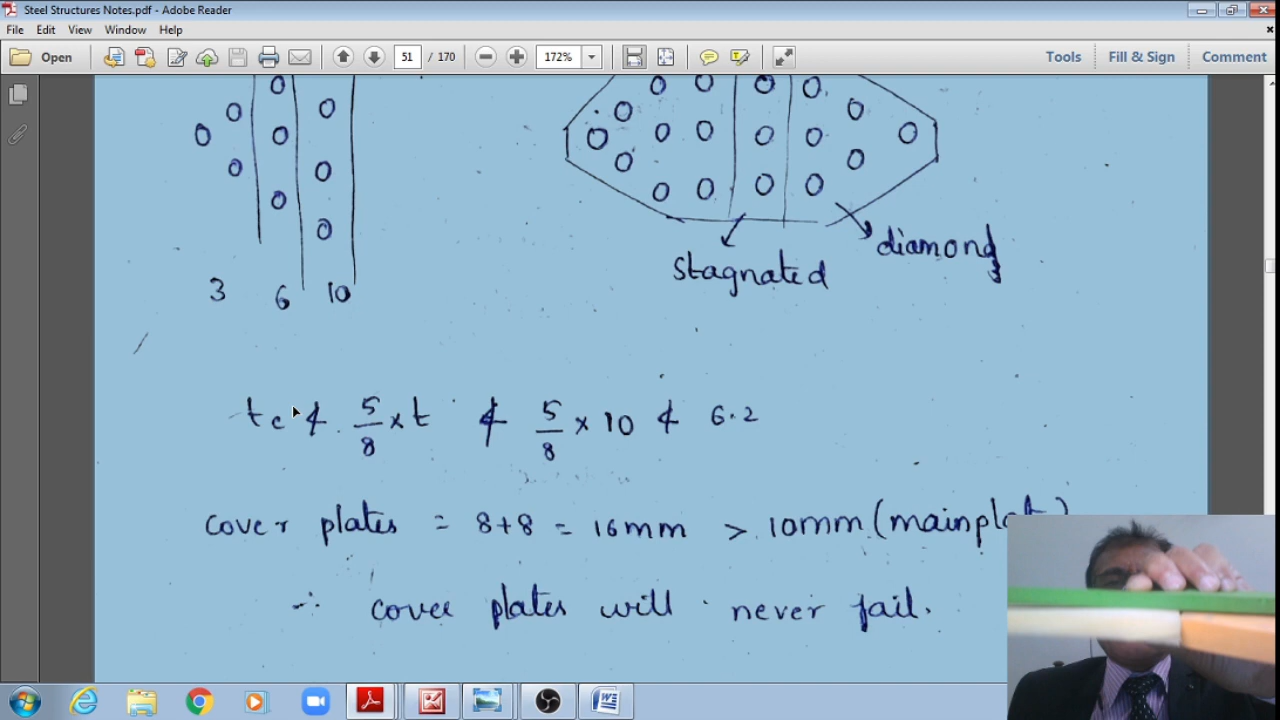 Steel Structures Notes.pdf - Adobe Reader
File Edit View Window Help
Open 51 / 170 172% Tools Fill & Sign Comment
stagnated
diamond
3 6 10
tc ≮ 5/8 × t ≮ 5/8 × 10 ≮ 6.2
cover plates = 8+8 = 16mm > 10mm (main
∴ cover plates will never fail.